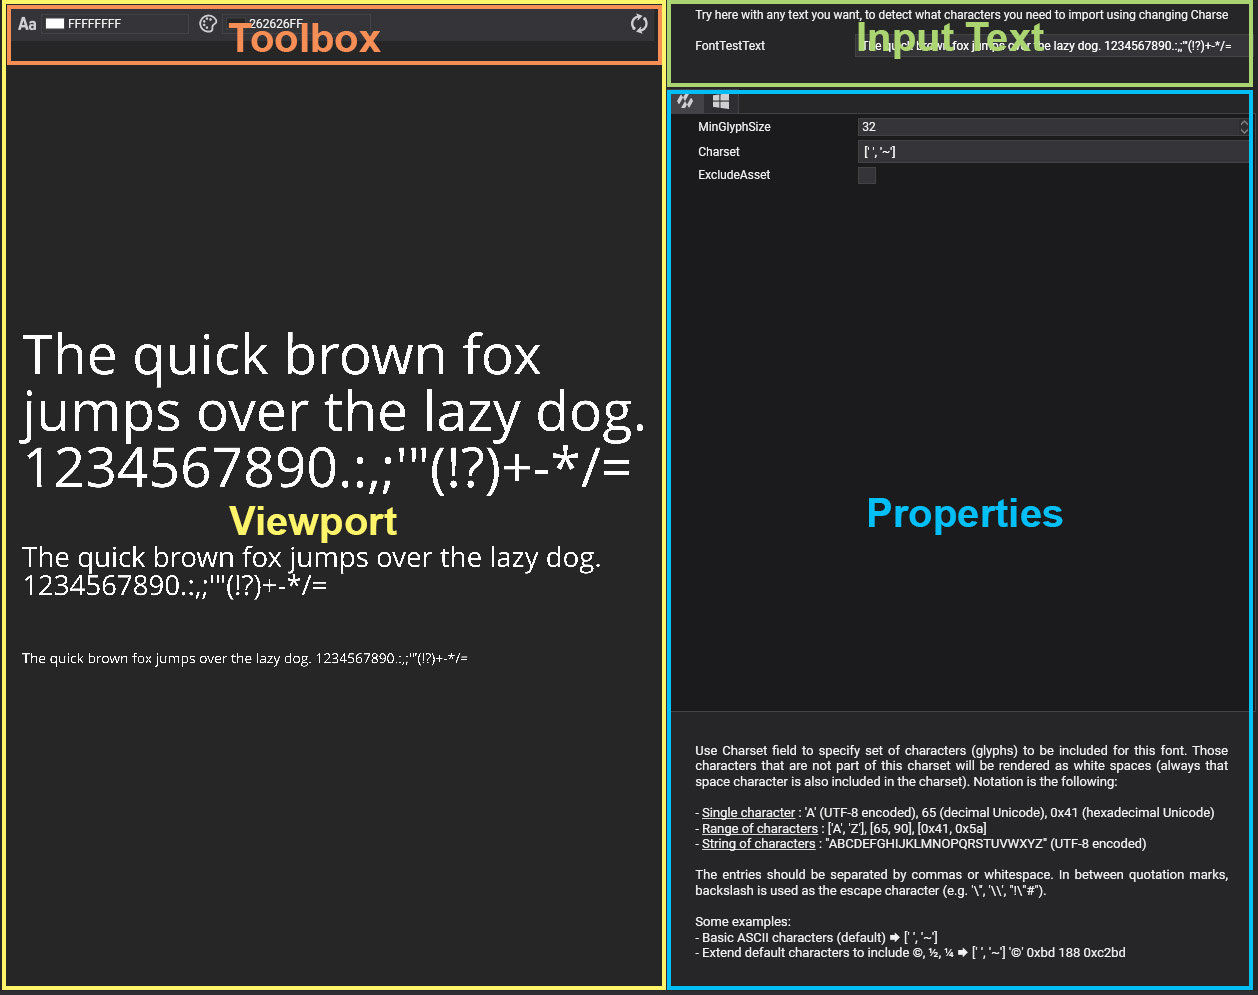 Aa FFFFFFFF 262626FF
Toolbox
The quick brown fox
jumps over the lazy dog.
1234567890.:,;'"(!?)+-*/=
Viewport
The quick brown fox jumps over the lazy dog.
1234567890.:,;'"(!?)+-*/=
The quick brown fox jumps over the lazy dog. 1234567890.:,;'"(!?)+-*/=
Try here with any text you want, to detect what characters you need to import using changing Charse
Input Text
FontTestText The quick brown fox jumps over the lazy dog. 1234567890.:,;'"(!?)+-*/=
MinGlyphSize 32
Charset [' ', '~']
ExcludeAsset
Properties
Use Charset field to specify set of characters (glyphs) to be included for this font. Those
characters that are not part of this charset will be rendered as white spaces (always that
space character is also included in the charset). Notation is the following:
- Single character : 'A' (UTF-8 encoded), 65 (decimal Unicode), 0x41 (hexadecimal Unicode)
- Range of characters : ['A', 'Z'], [65, 90], [0x41, 0x5a]
- String of characters : "ABCDEFGHIJKLMNOPQRSTUVWXYZ" (UTF-8 encoded)
The entries should be separated by commas or whitespace. In between quotation marks,
backslash is used as the escape character (e.g. '\'', '\\', "!\"#").
Some examples:
- Basic ASCII characters (default) 🡆 [' ', '~']
- Extend default characters to include ©, ½, ¼ 🡆 [' ', '~'] '©' 0xbd 188 0xc2bd